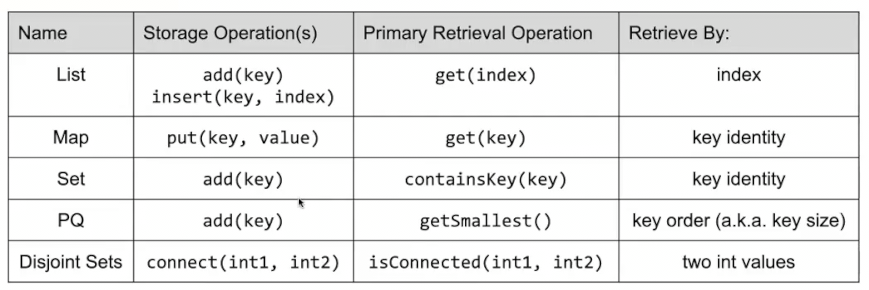 Name Storage Operation(s) Primary Retrieval Operation Retrieve By:
List add(key) get(index) index
insert(key, index)
Map put(key, value) get(key) key identity
Set add(key) containsKey(key) key identity
PQ add(key) getSmallest() key order (a.k.a. key size)
Disjoint Sets connect(int1, int2) isConnected(int1, int2) two int values